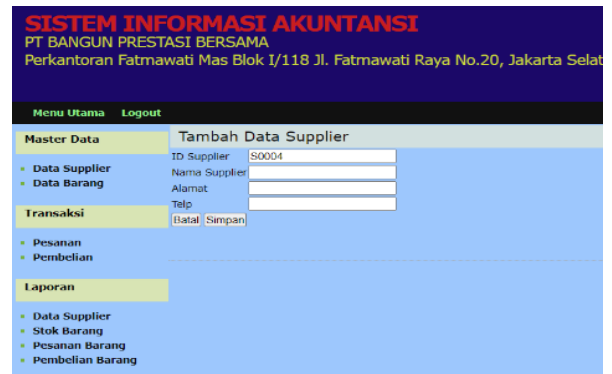 SISTEM INFORMASI AKUNTANSI
PT BANGUN PRESTASI BERSAMA
Perkantoran Fatmawati Mas Blok I/118 Jl. Fatmawati Raya No.20, Jakarta Selat
Menu Utama Logout
Master Data
Data Supplier
Data Barang
Transaksi
Pesanan
Pembelian
Laporan
Data Supplier
Stok Barang
Pesanan Barang
Pembelian Barang
Tambah Data Supplier
ID Supplier S0004
Nama Supplier
Alamat
Telp
Batal Simpan